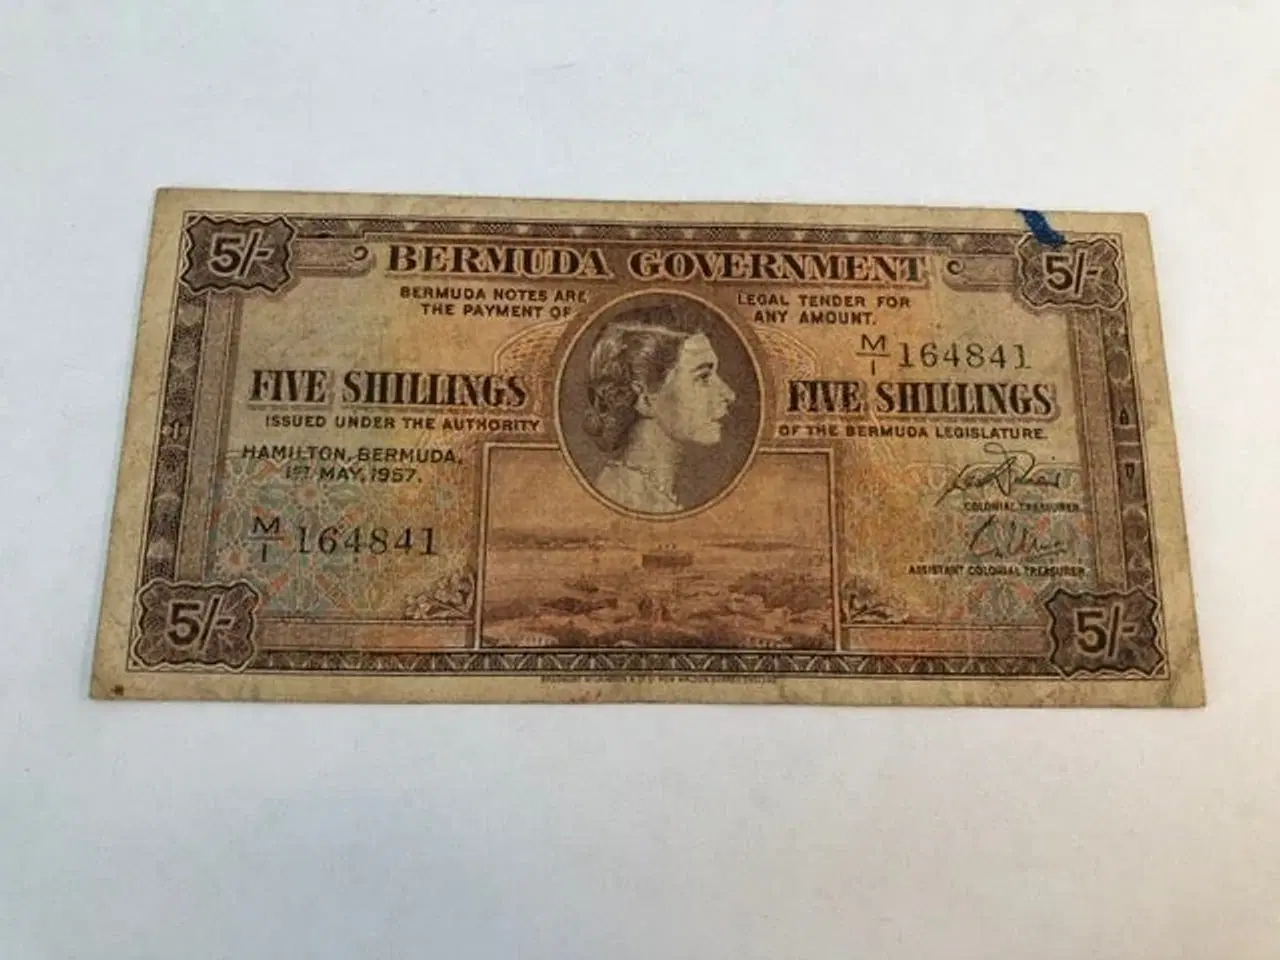 5/-
BERMUDA GOVERNMENT
5/-
BERMUDA NOTES ARE LEGAL TENDER FOR
THE PAYMENT OF ANY AMOUNT.
M/1 164841
FIVE SHILLINGS FIVE SHILLINGS
ISSUED UNDER THE AUTHORITY OF THE BERMUDA LEGISLATURE.
HAMILTON, BERMUDA,
1ST MAY, 1957.
COLONIAL TREASURER
M/1 164841
ASSISTANT COLONIAL TREASURER
5/-
5/-